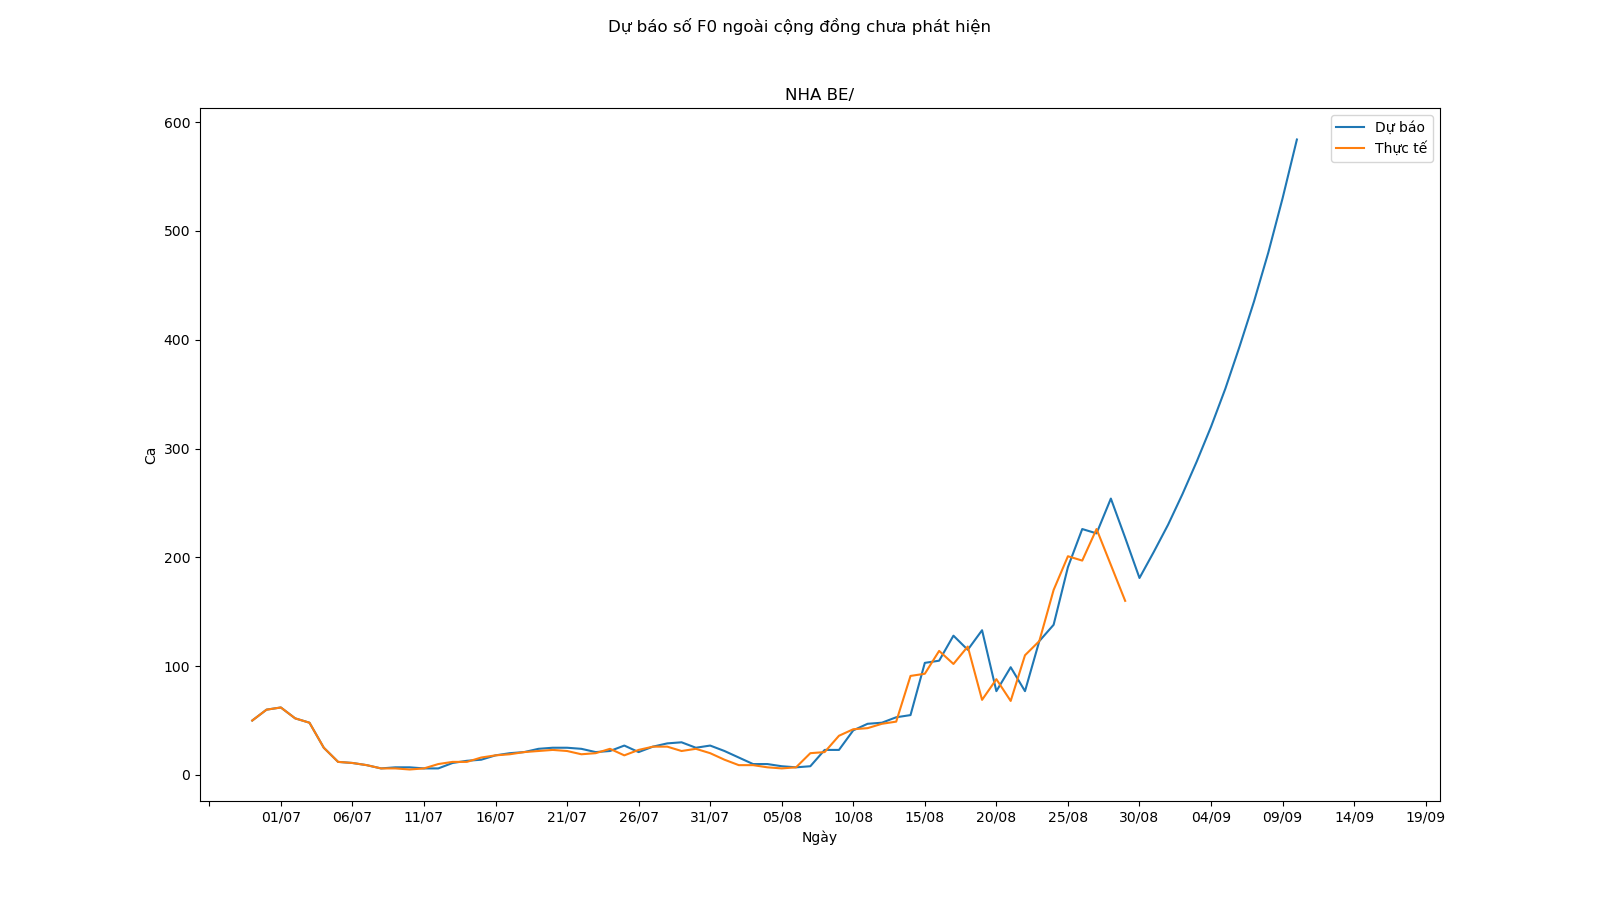 Dự báo số F0 ngoài cộng đồng chưa phát hiện
NHA BE/
Dự báo
Thực tế
600
500
400
300
200
100
0
Ca
01/07 06/07 11/07 16/07 21/07 26/07 31/07 05/08 10/08 15/08 20/08 25/08 30/08 04/09 09/09 14/09 19/09
Ngày